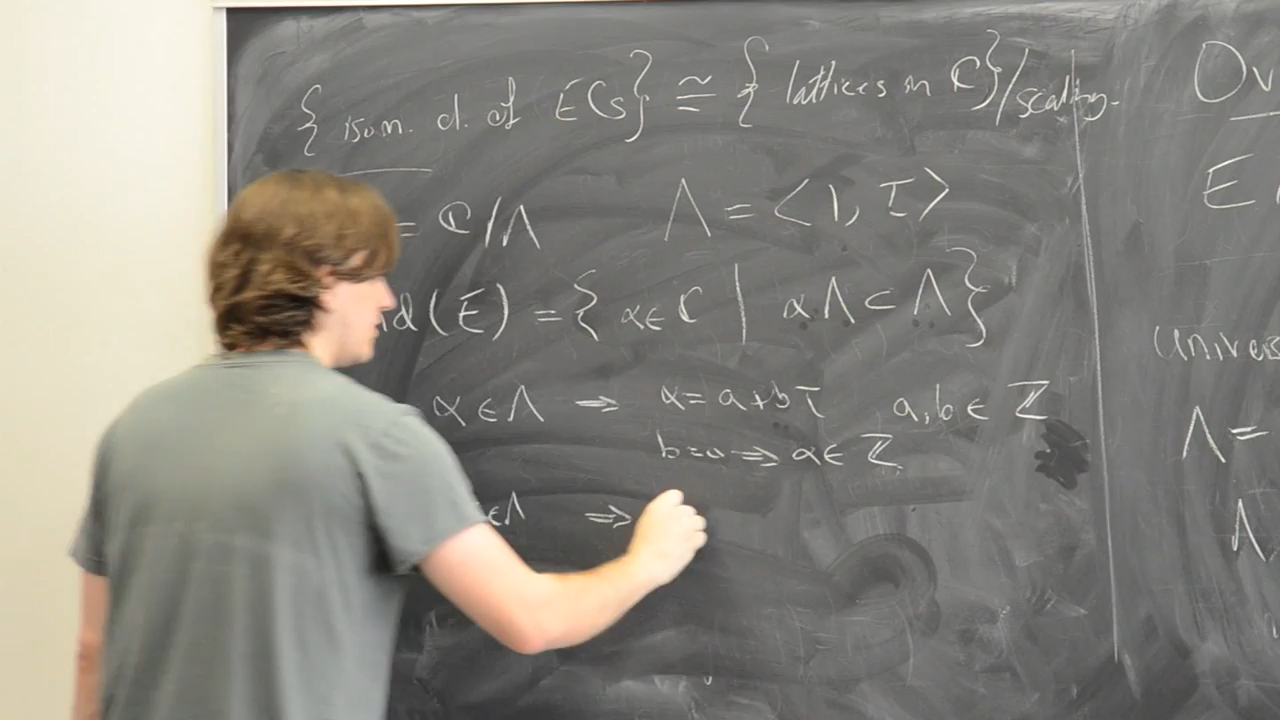 { isom. cl. of ECs } ≅ { lattices in ℂ}/scaling.
= ℂ/Λ Λ = <1, τ>
d(E) = { α∈ℂ | αΛ ⊂ Λ }
α ∈ Λ ⇒ α = a + bτ a, b ∈ ℤ
b=0 ⇒ α ∈ ℤ
∈Λ ⇒
Ov
E
Univers
Λ =
Λ